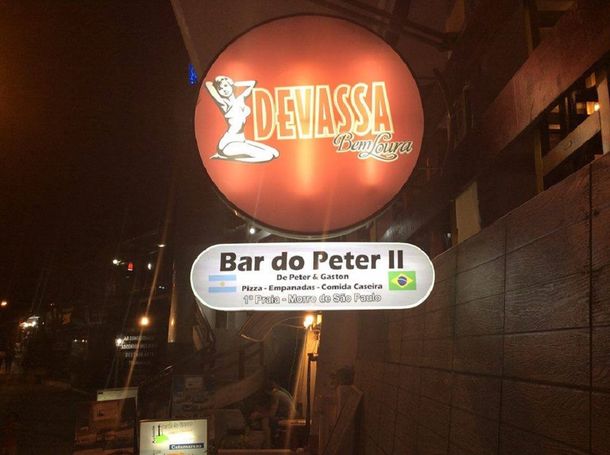 DEVASSA
Bem Loura
Bar do Peter II
De Peter & Gaston
Pizza - Empanadas - Comida Caseira
1ª Praia - Morro de São Paulo